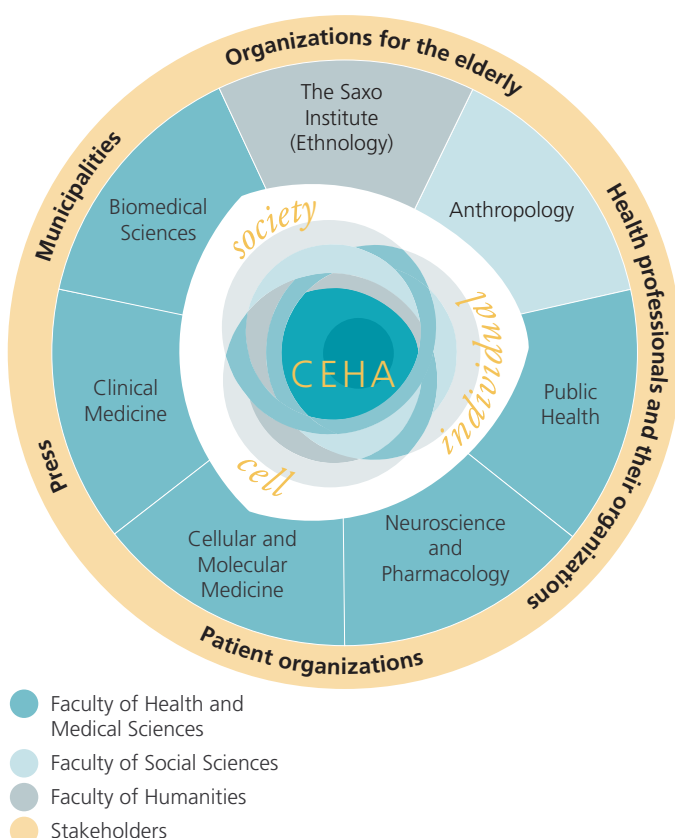 Organizations for the elderly
The Saxo
Institute
(Ethnology)
Municipalities
Biomedical
Sciences
society
Anthropology
Health professionals and their organizations
individual
CEHA
Clinical
Medicine
Public
Health
Press
cell
Cellular and
Molecular
Medicine
Neuroscience
and
Pharmacology
Patient organizations
Faculty of Health and
Medical Sciences
Faculty of Social Sciences
Faculty of Humanities
Stakeholders